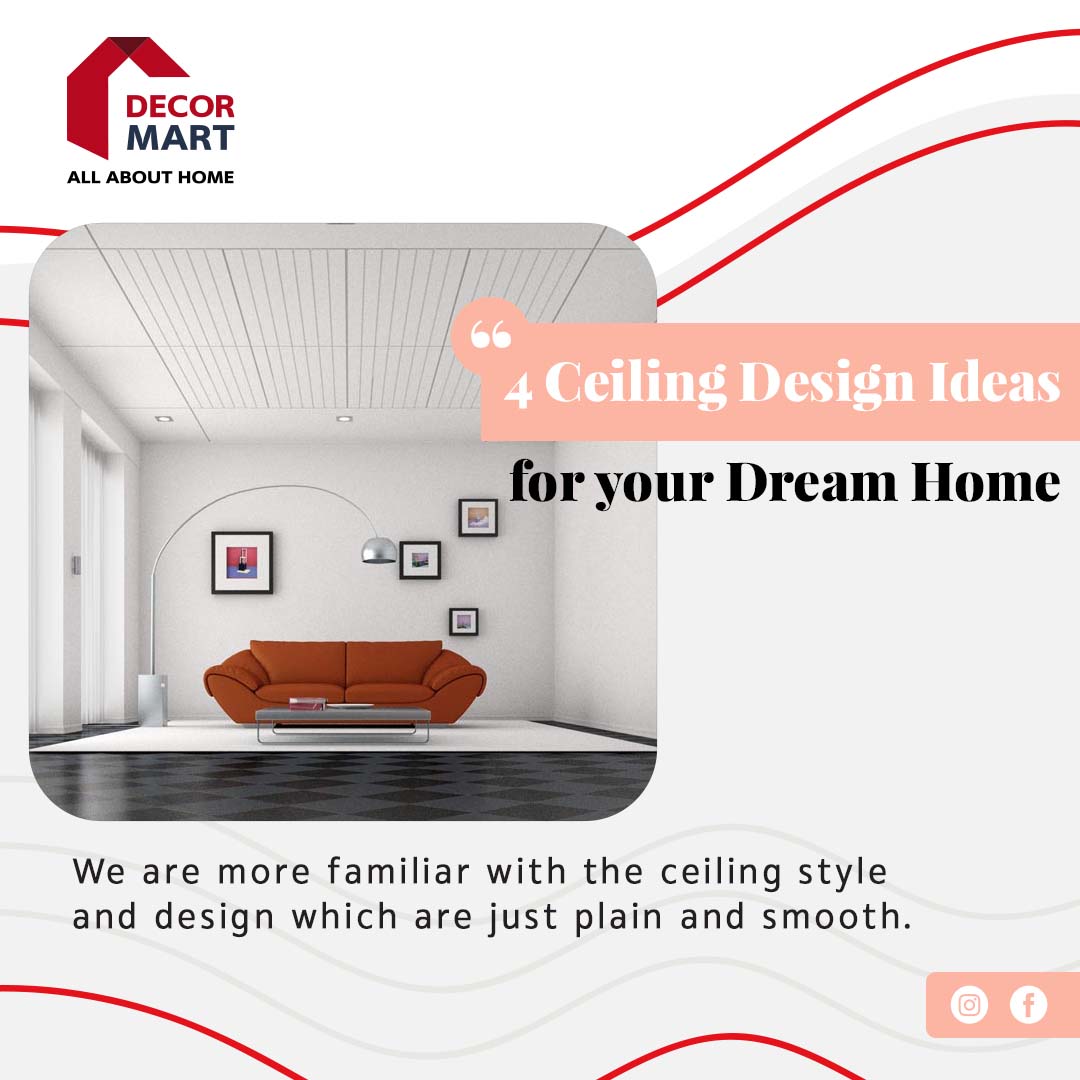 DECOR
MART
ALL ABOUT HOME
“
4 Ceiling Design Ideas
for your Dream Home
We are more familiar with the ceiling style
and design which are just plain and smooth.